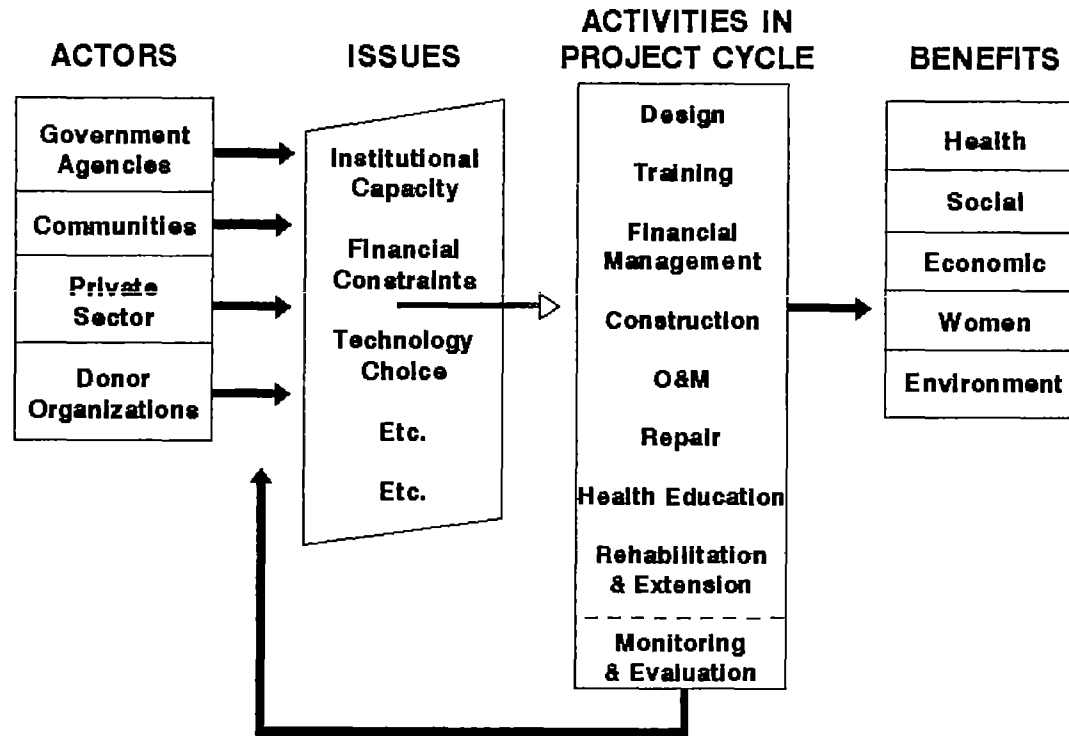 ACTORS
Government
Agencies
Communities
Private
Sector
Donor
Organizations
ISSUES
Institutional
Capacity
Financial
Constraints
Technology
Choice
Etc.
Etc.
ACTIVITIES IN
PROJECT CYCLE
Design
Training
Financial
Management
Construction
O&M
Repair
Health Education
Rehabilitation
& Extension
Monitoring
& Evaluation
BENEFITS
Health
Social
Economic
Women
Environment